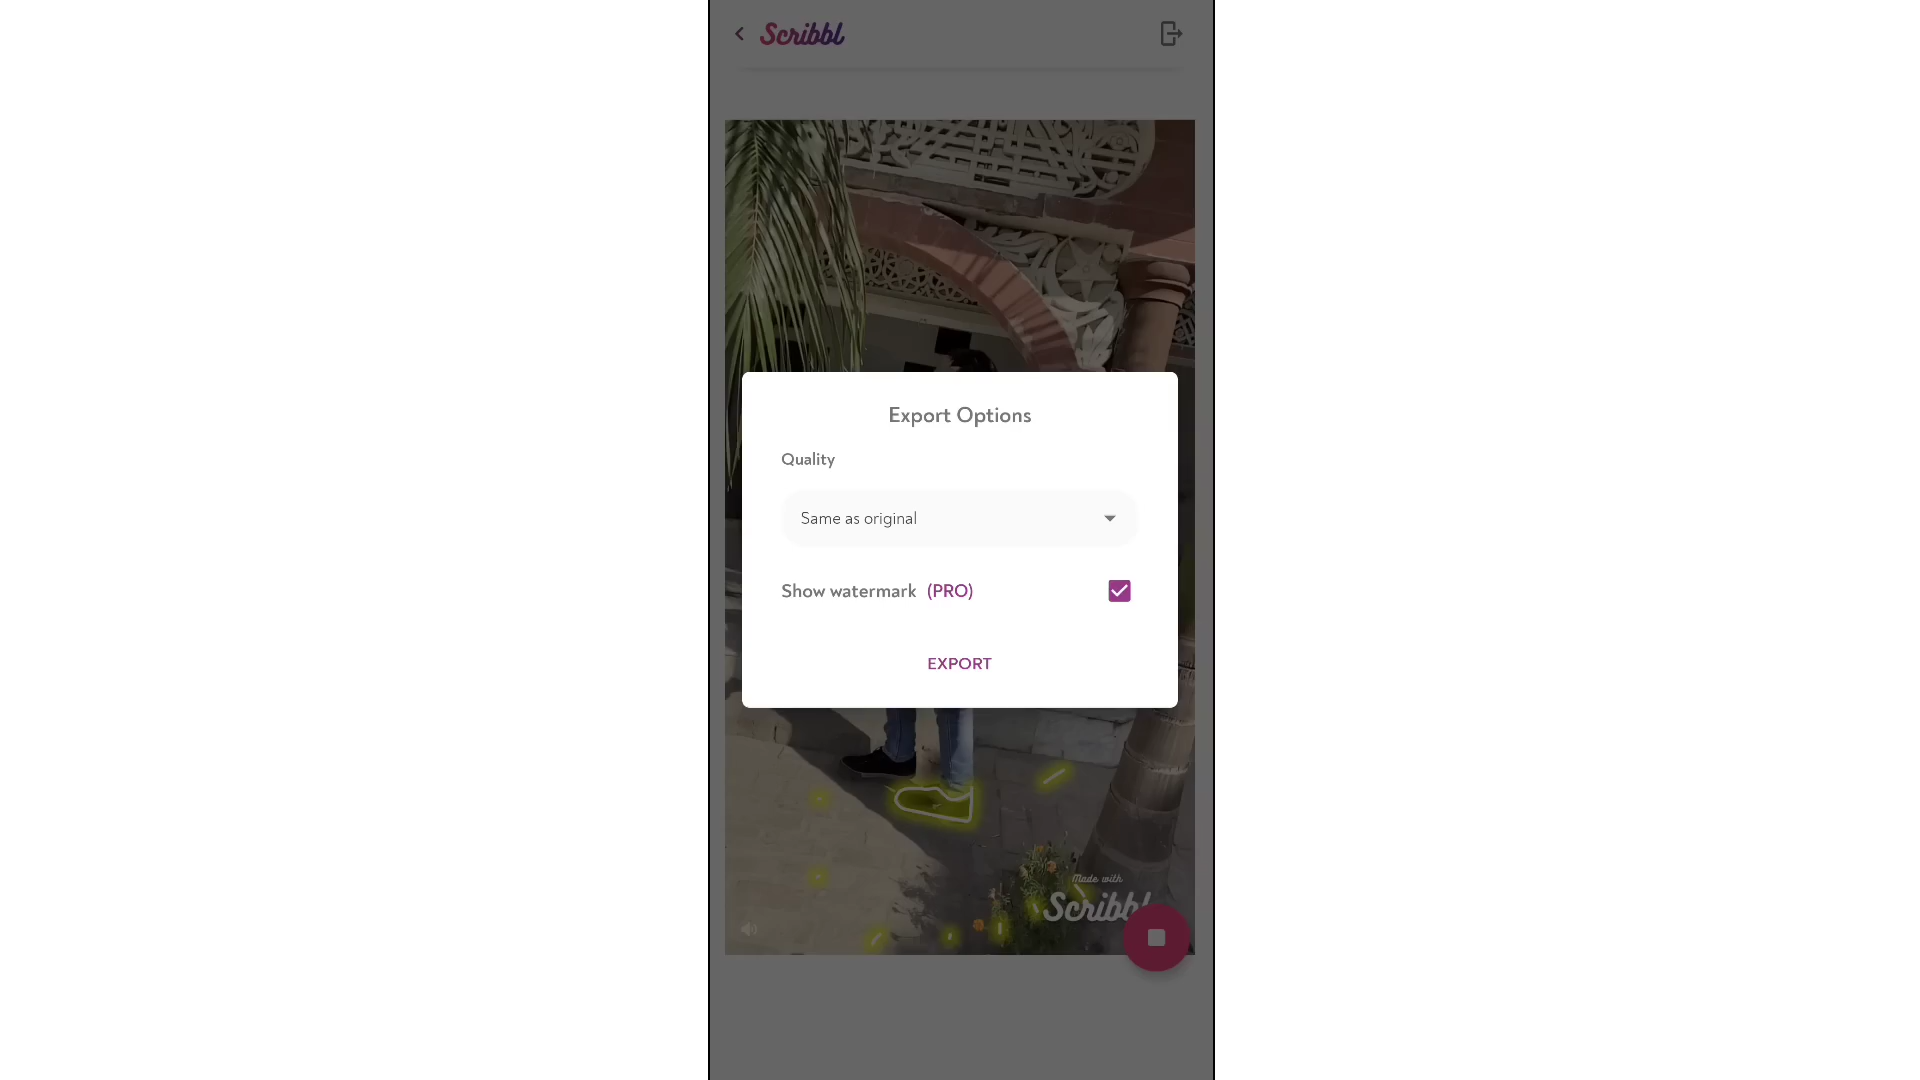 Scribbl
Export Options
Quality
Same as original
Show watermark (PRO)
EXPORT
Made with
Scribbl